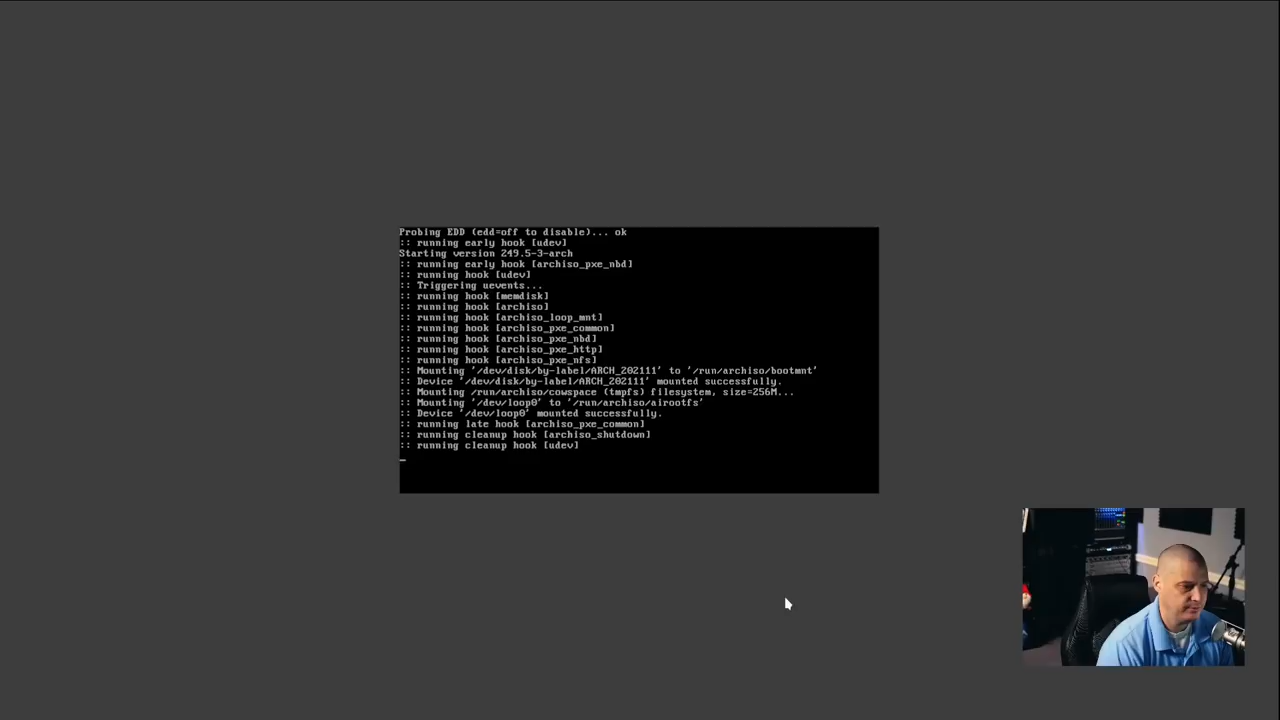 Probing EDD (edd=off to disable)... ok
:: running early hook [udev]
Starting version 249.5-3-arch
:: running early hook [archiso_pxe_nbd]
:: running hook [udev]
:: Triggering uevents...
:: running hook [memdisk]
:: running hook [archiso]
:: running hook [archiso_loop_mnt]
:: running hook [archiso_pxe_common]
:: running hook [archiso_pxe_nbd]
:: running hook [archiso_pxe_http]
:: running hook [archiso_pxe_nfs]
:: Mounting '/dev/disk/by-label/ARCH_202111' to '/run/archiso/bootmnt'
:: Device '/dev/disk/by-label/ARCH_202111' mounted successfully.
:: Mounting /run/archiso/cowspace (tmpfs) filesystem, size=256M...
:: Mounting '/dev/loop0' to '/run/archiso/airootfs'
:: Device '/dev/loop0' mounted successfully.
:: running late hook [archiso_pxe_common]
:: running cleanup hook [archiso_shutdown]
:: running cleanup hook [udev]